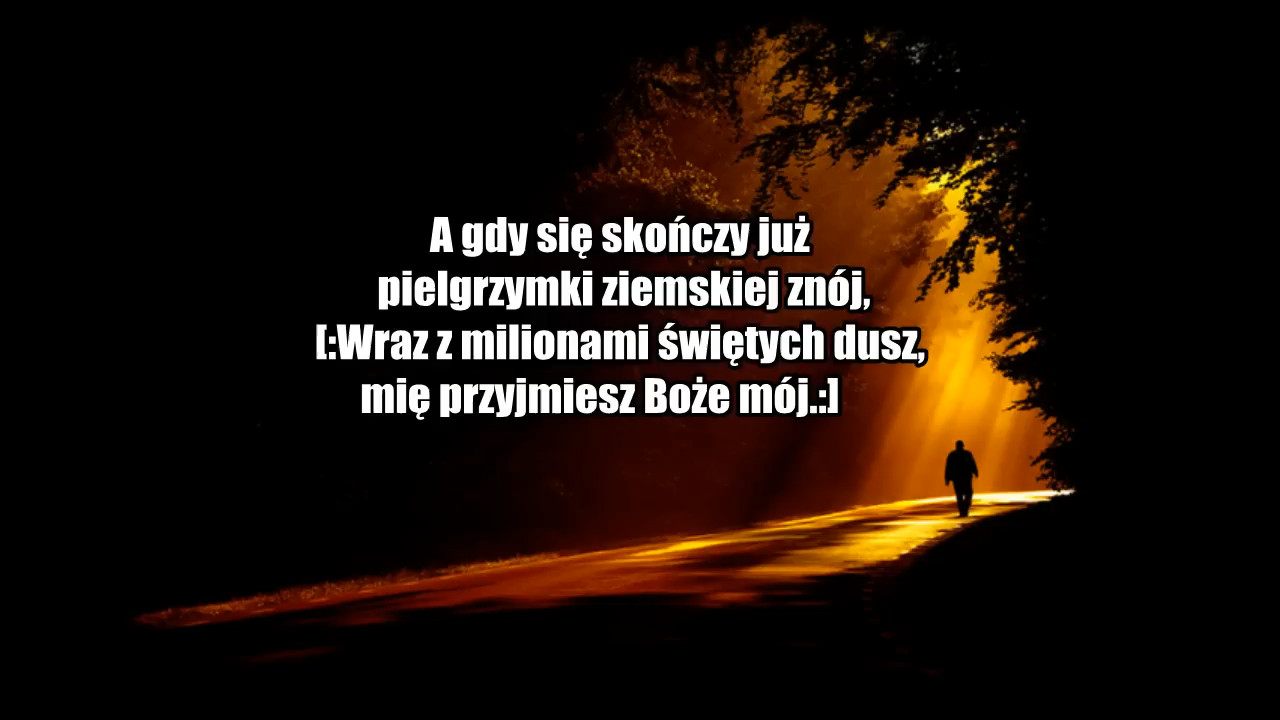 A gdy się skończy już
pielgrzymki ziemskiej znój,
[:Wraz z milionami świętych dusz,
mię przyjmiesz Boże mój.:]